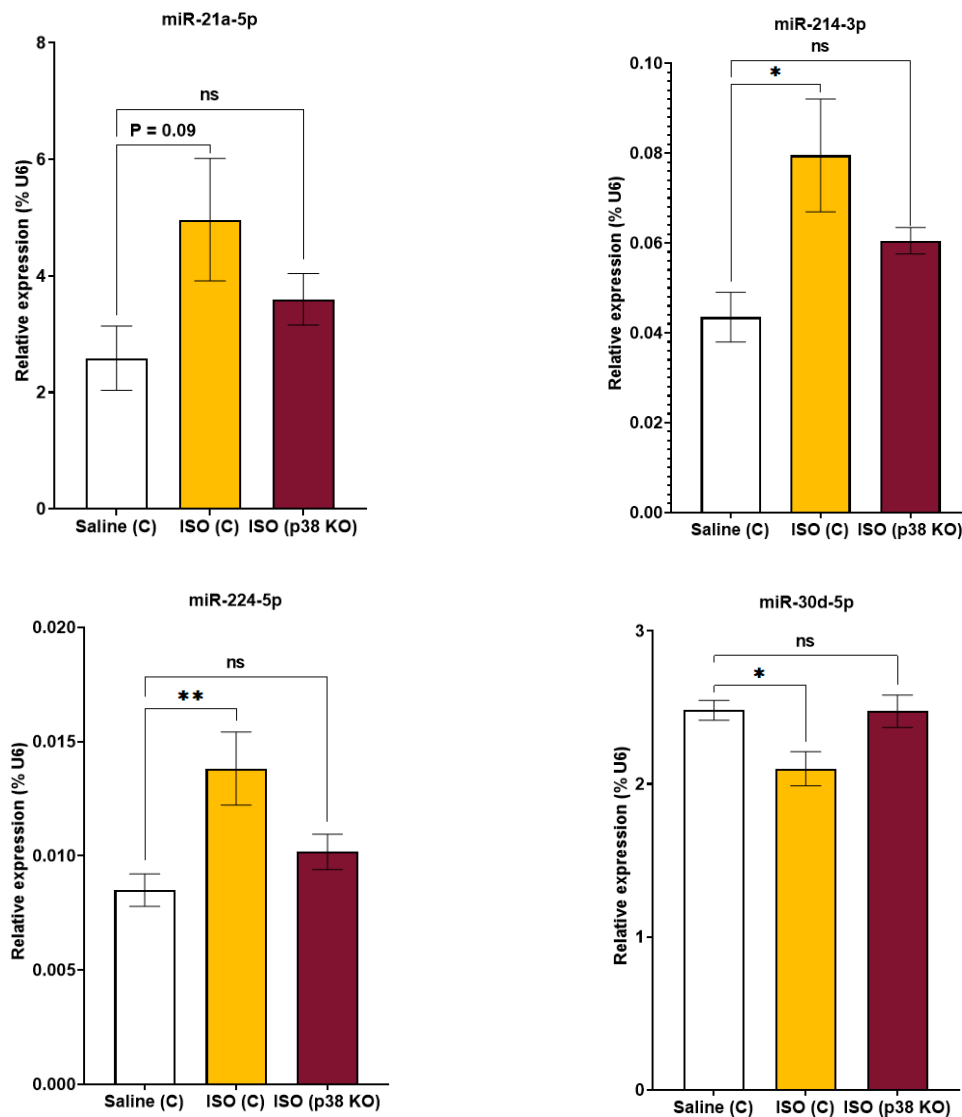 miR-21a-5p
Relative expression (% U6)
8
6
4
2
0
ns
P = 0.09
Saline (C)
ISO (C)
ISO (p38 KO)
miR-214-3p
Relative expression (% U6)
0.10
0.08
0.06
0.04
0.02
0.00
ns
*
Saline (C)
ISO (C)
ISO (p38 KO)
miR-224-5p
Relative expression (% U6)
0.020
0.015
0.010
0.005
0.000
ns
**
Saline (C)
ISO (C)
ISO (p38 KO)
miR-30d-5p
Relative expression (% U6)
3
2
1
0
ns
*
Saline (C)
ISO (C)
ISO (p38 KO)